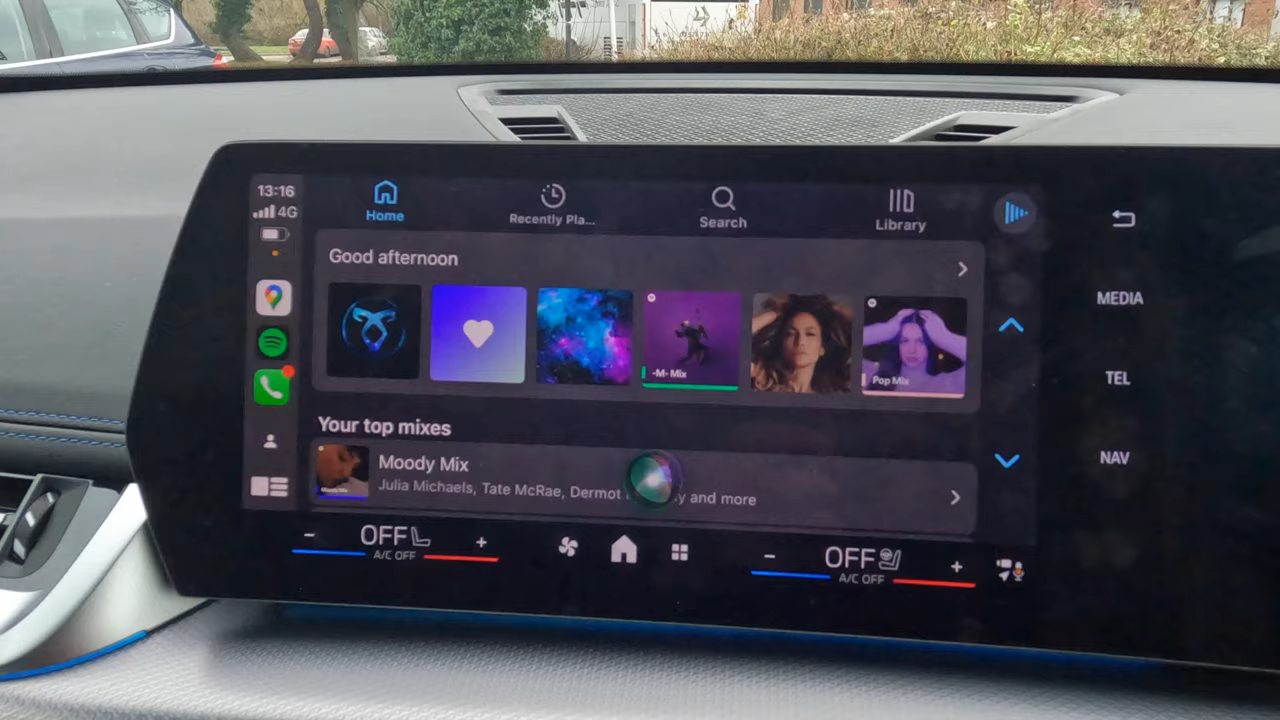 13:16
4G
Home
Recently Pla...
Search
Library
Good afternoon
-M- Mix
Pop Mix
Your top mixes
Moody Mix
Julia Michaels, Tate McRae, Dermot
y and more
MEDIA
TEL
NAV
- OFF +
A/C OFF
- OFF +
A/C OFF